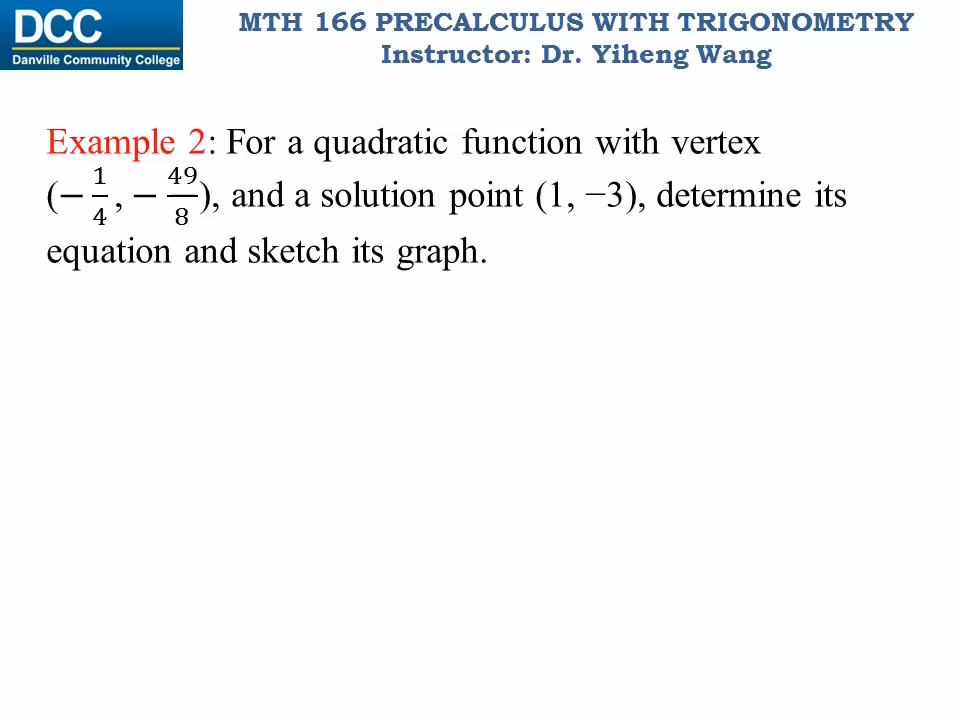 DCC
Danville Community College
MTH 166 PRECALCULUS WITH TRIGONOMETRY
Instructor: Dr. Yiheng Wang
Example 2: For a quadratic function with vertex
(−1/4, −49/8), and a solution point (1, −3), determine its
equation and sketch its graph.